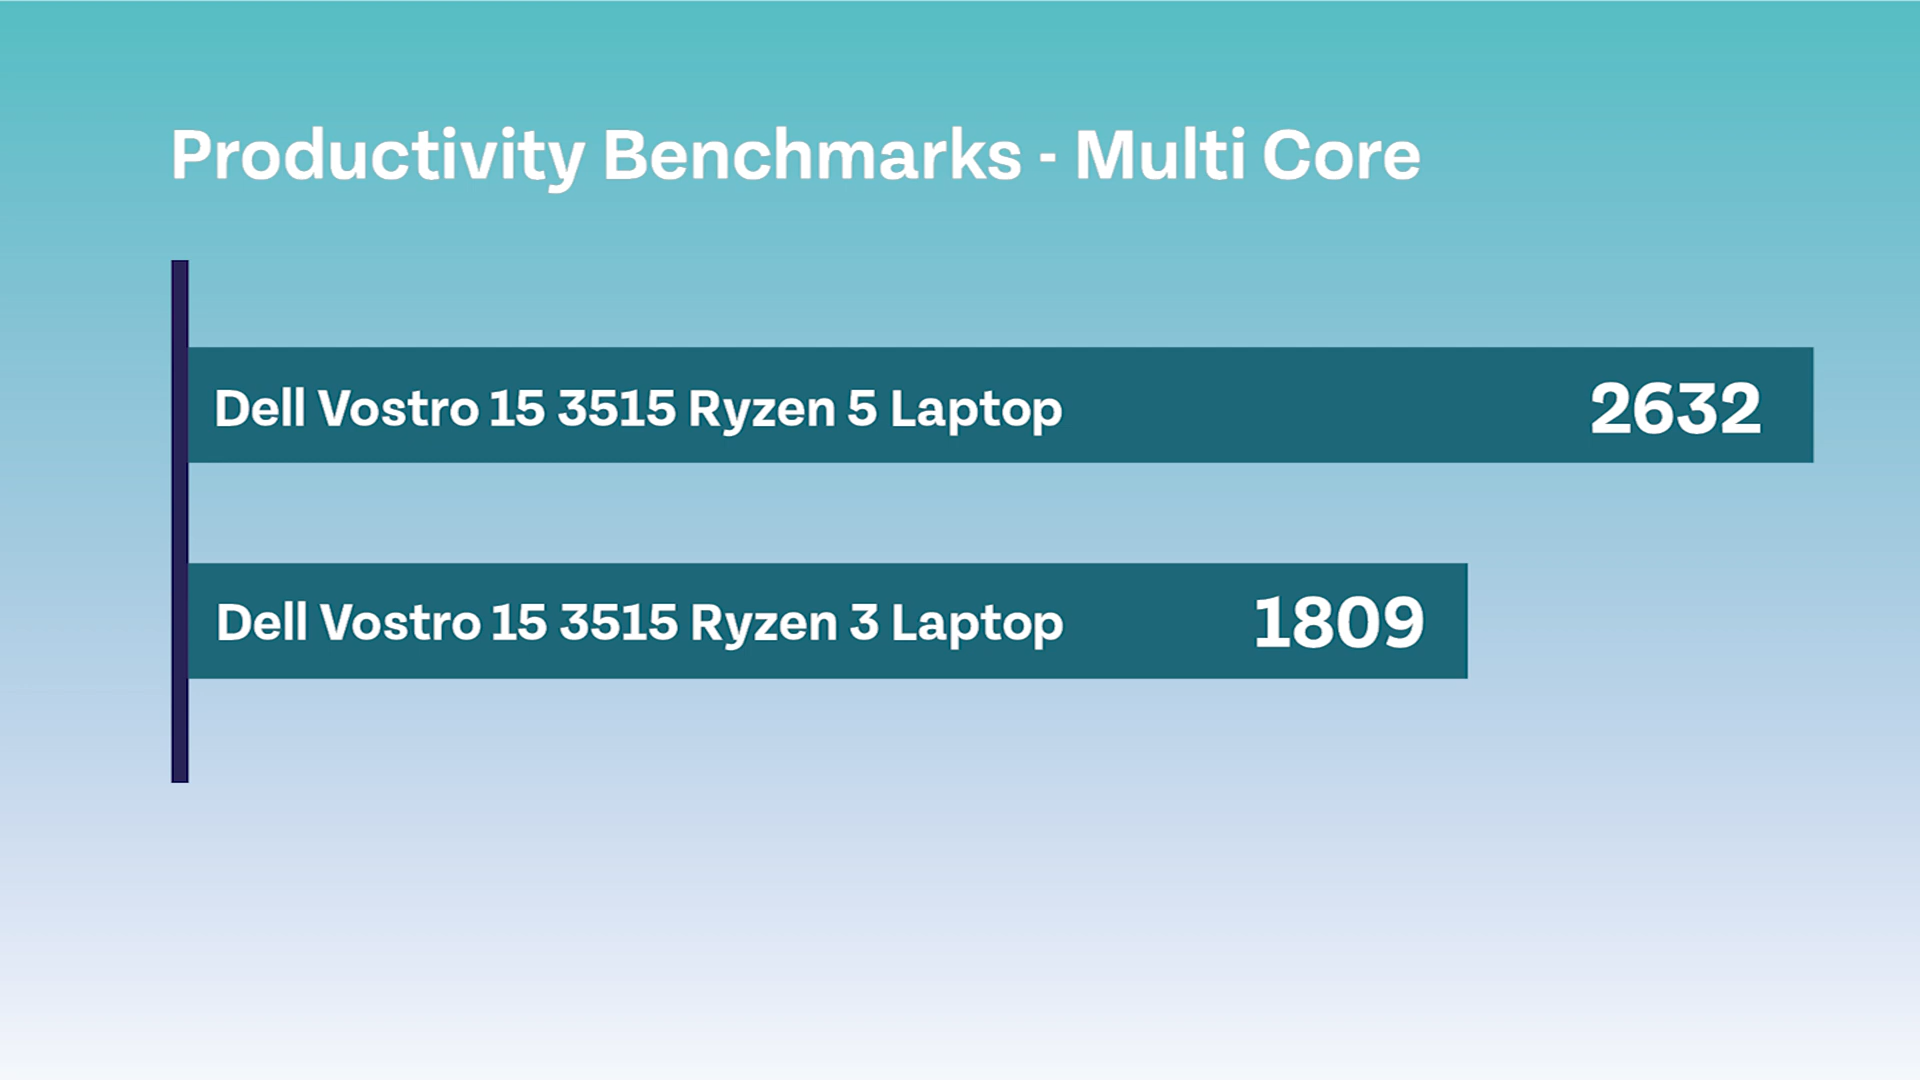 Productivity Benchmarks - Multi Core
Dell Vostro 15 3515 Ryzen 5 Laptop 2632
Dell Vostro 15 3515 Ryzen 3 Laptop 1809